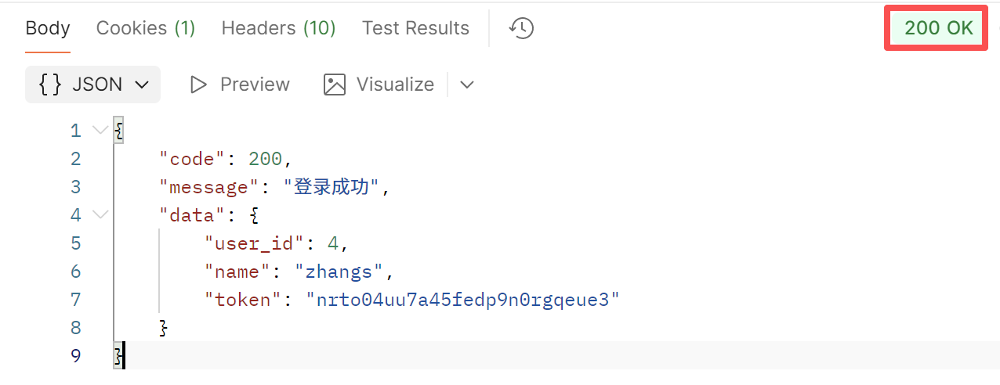 Body Cookies (1) Headers (10) Test Results 200 OK
{} JSON Preview Visualize
1 {
2 "code": 200,
3 "message": "登录成功",
4 "data": {
5 "user_id": 4,
6 "name": "zhangs",
7 "token": "nrto04uu7a45fedp9n0rgqeue3"
8 }
9 }